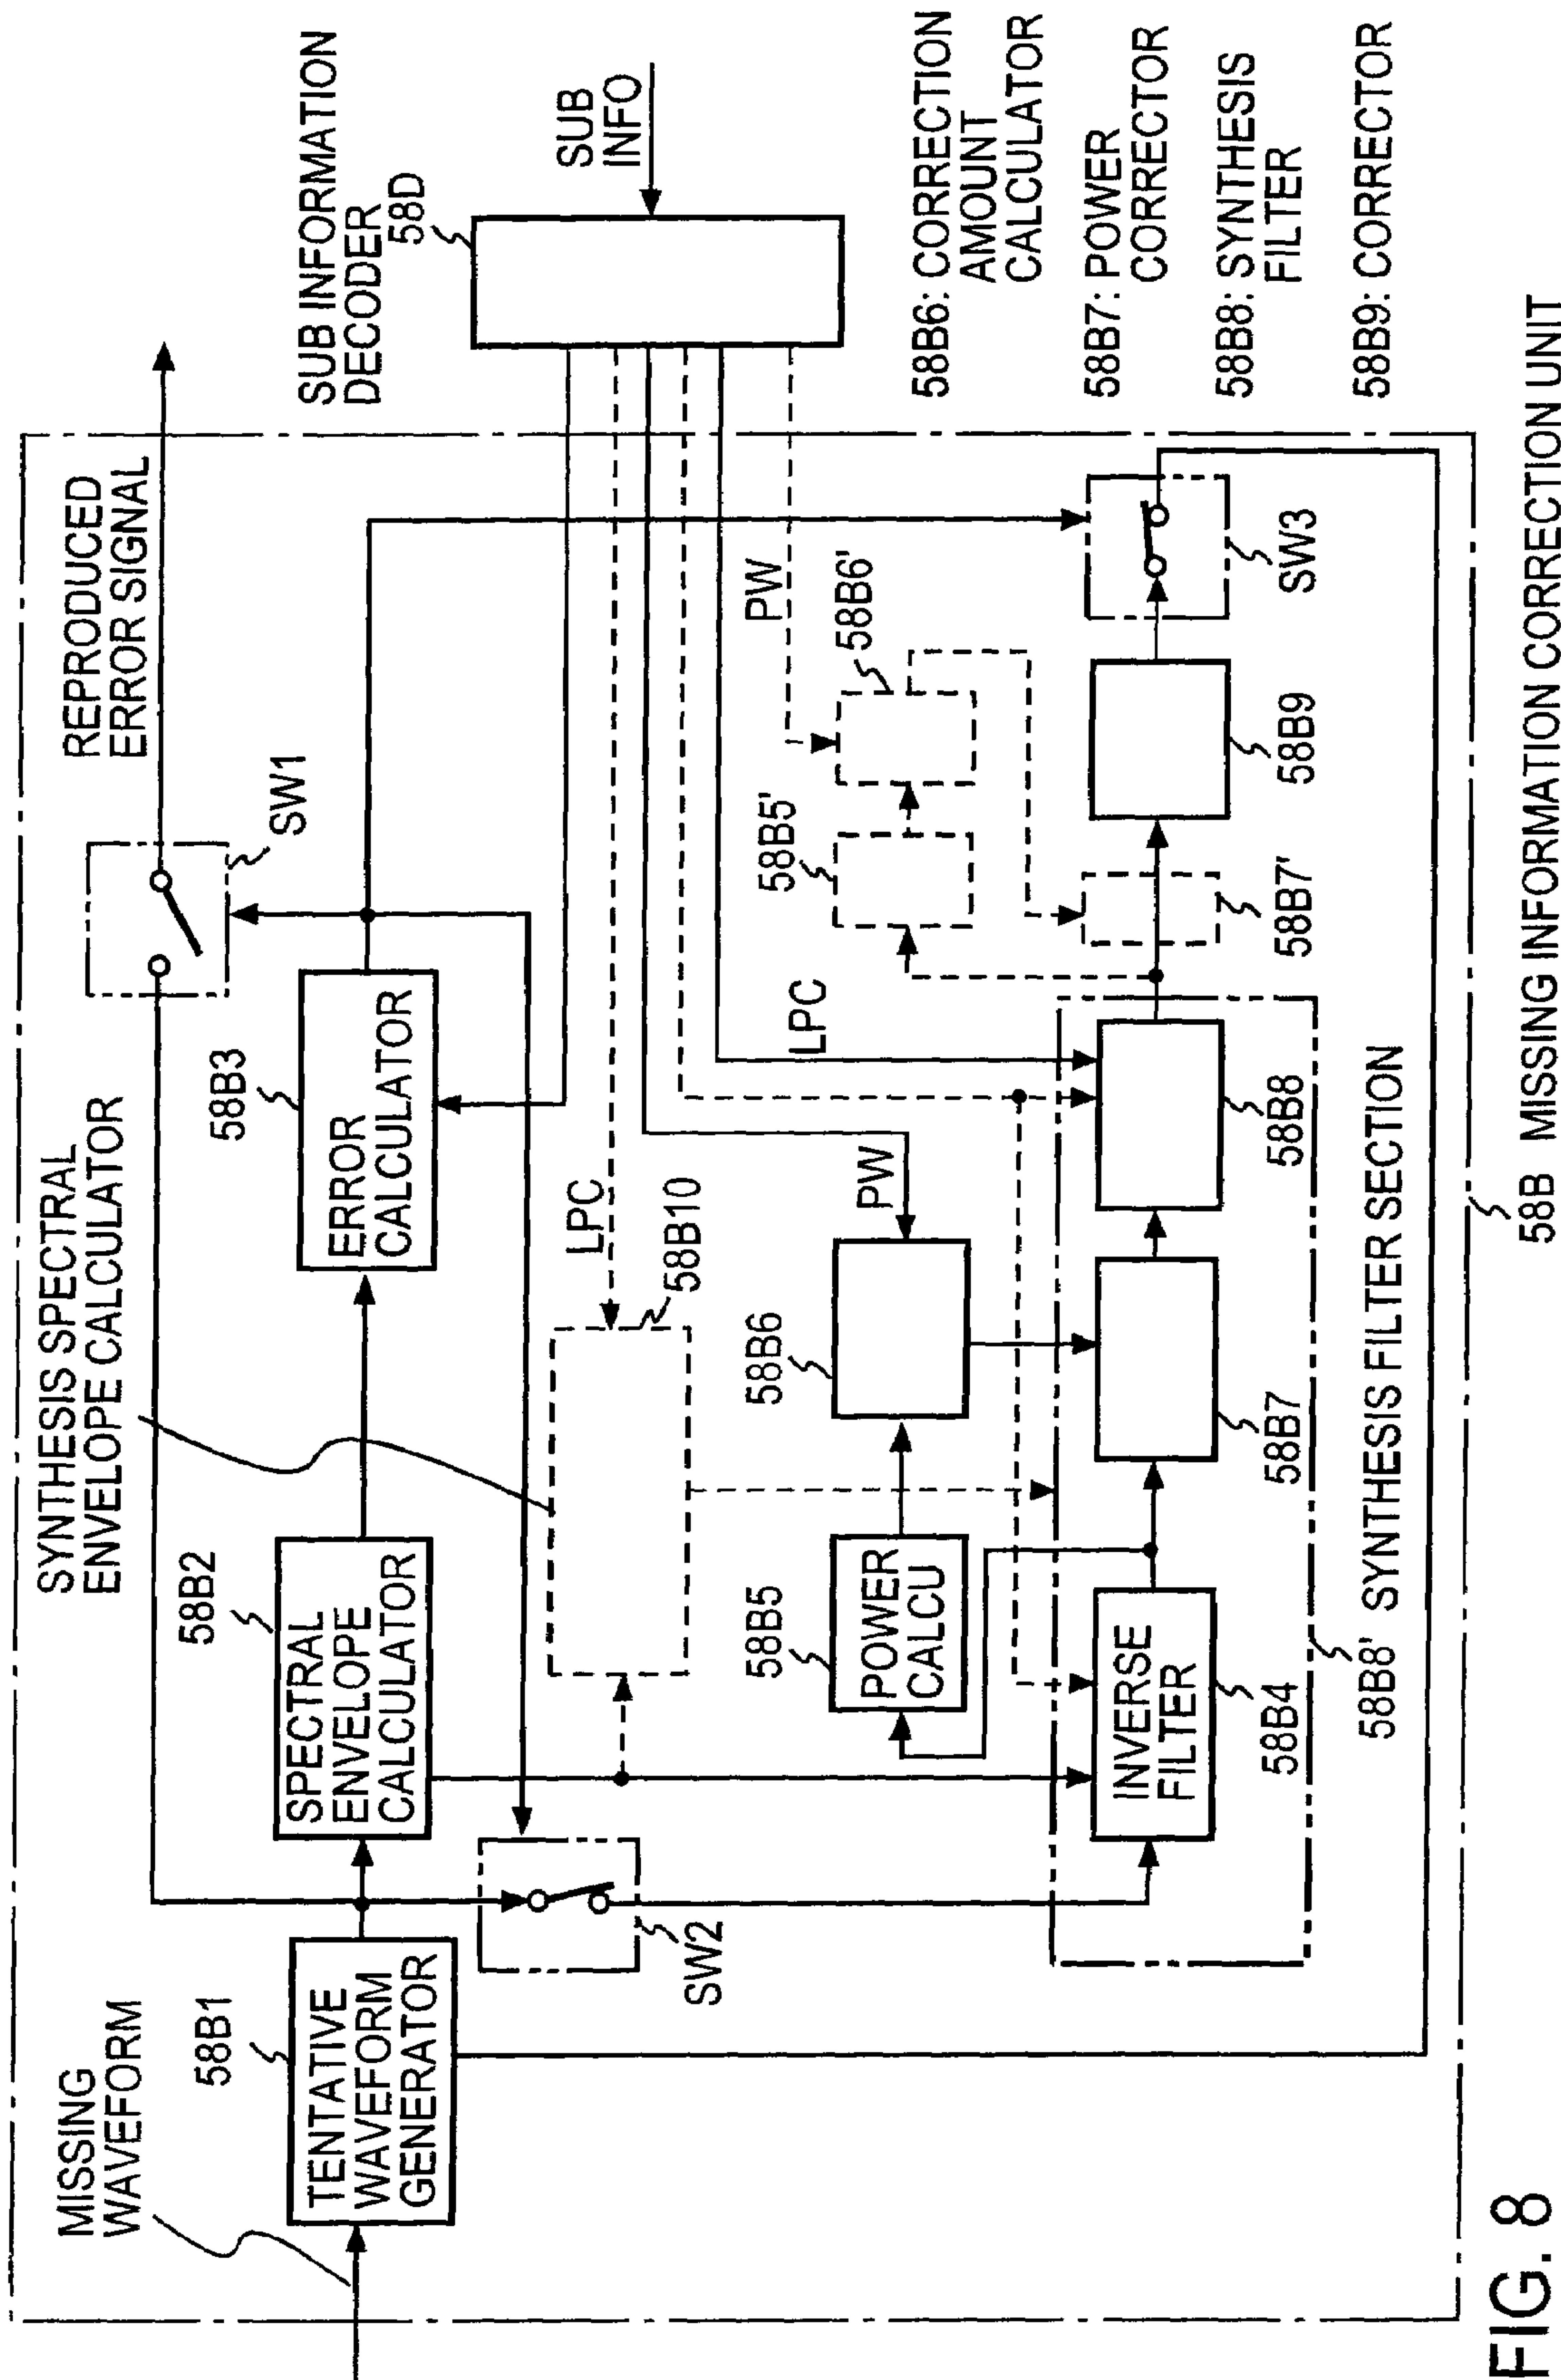 MISSING
WAVEFORM
58B1
TENTATIVE
WAVEFORM
GENERATOR
SYNTHESIS SPECTRAL
ENVELOPE CALCULATOR
58B2
SPECTRAL
ENVELOPE
CALCULATOR
58B3
ERROR
CALCULATOR
SW1
REPRODUCED
ERROR SIGNAL
SUB INFORMATION
DECODER
58D
SUB
INFO
SW2
LPC
58B10
58B5
POWER
CALCU
58B6
PW
LPC
58B5'
58B6'
PW
INVERSE
FILTER
58B4
58B7
58B8
58B7'
58B9
SW3
58B8' SYNTHESIS FILTER SECTION
58B6: CORRECTION
AMOUNT
CALCULATOR
58B7: POWER
CORRECTOR
58B8: SYNTHESIS
FILTER
58B9: CORRECTOR
58B MISSING INFORMATION CORRECTION UNIT
FIG. 8